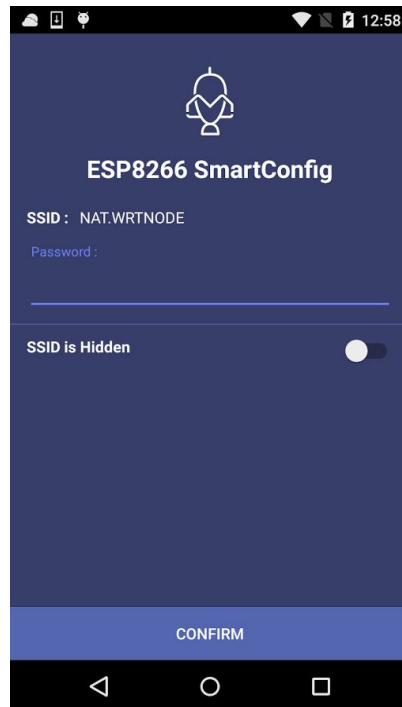 12:58
ESP8266 SmartConfig
SSID : NAT.WRTNODE
Password :
SSID is Hidden
CONFIRM